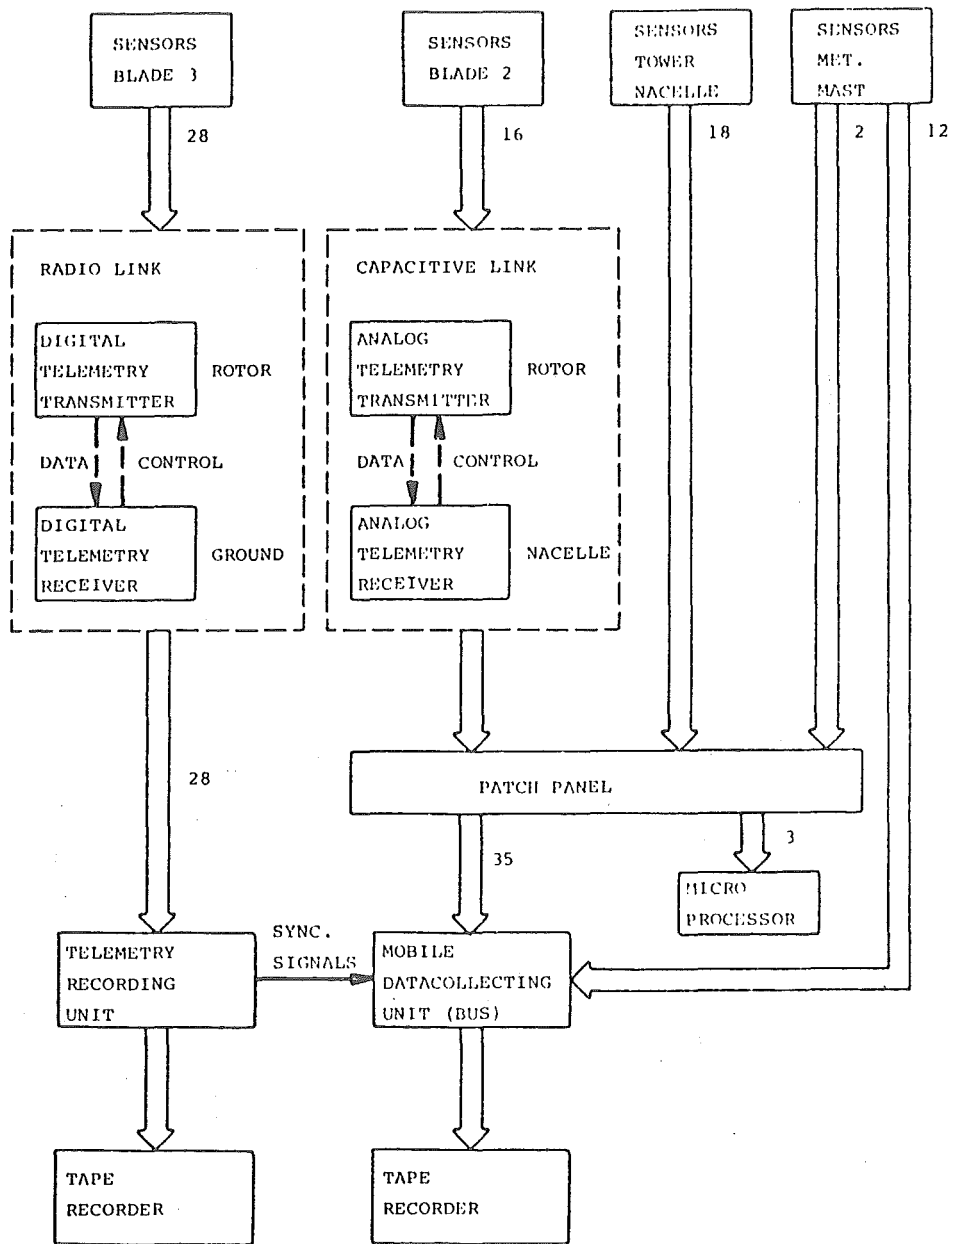 SENSORS
BLADE 3
SENSORS
BLADE 2
SENSORS
TOWER
NACELLE
SENSORS
MET.
MAST
28
16
18
2
12
RADIO LINK
DIGITAL
TELEMETRY
TRANSMITTER
ROTOR
DATA
CONTROL
DIGITAL
TELEMETRY
RECEIVER
GROUND
CAPACITIVE LINK
ANALOG
TELEMETRY
TRANSMITTER
ROTOR
DATA
CONTROL
ANALOG
TELEMETRY
RECEIVER
NACELLE
28
PATCH PANEL
35
3
MICRO
PROCESSOR
TELEMETRY
RECORDING
UNIT
SYNC.
SIGNALS
MOBILE
DATACOLLECTING
UNIT (BUS)
TAPE
RECORDER
TAPE
RECORDER